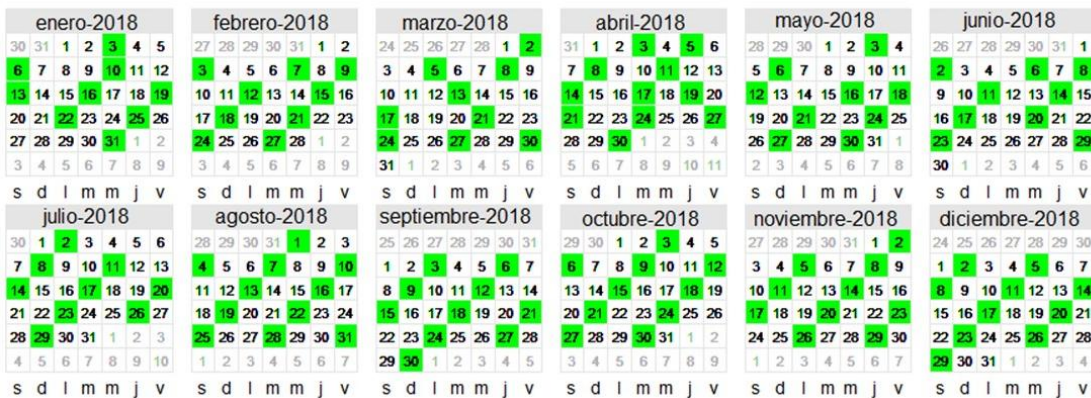 enero-2018
30 31 1 2 3 4 5
6 7 8 9 10 11 12
13 14 15 16 17 18 19
20 21 22 23 24 25 26
27 28 29 30 31 1 2
3 4 5 6 7 8 9
s d l m m j v
febrero-2018
27 28 29 30 31 1 2
3 4 5 6 7 8 9
10 11 12 13 14 15 16
17 18 19 20 21 22 23
24 25 26 27 28 1 2
3 4 5 6 7 8 9
s d l m m j v
marzo-2018
24 25 26 27 28 1 2
3 4 5 6 7 8 9
10 11 12 13 14 15 16
17 18 19 20 21 22 23
24 25 26 27 28 29 30
31 1 2 3 4 5 6
s d l m m j v
abril-2018
31 1 2 3 4 5 6
7 8 9 10 11 12 13
14 15 16 17 18 19 20
21 22 23 24 25 26 27
28 29 30 1 2 3 4
5 6 7 8 9 10 11
s d l m m j v
mayo-2018
28 29 30 1 2 3 4
5 6 7 8 9 10 11
12 13 14 15 16 17 18
19 20 21 22 23 24 25
26 27 28 29 30 31 1
2 3 4 5 6 7 8
s d l m m j v
junio-2018
26 27 28 29 30 31 1
2 3 4 5 6 7 8
9 10 11 12 13 14 15
16 17 18 19 20 21 22
23 24 25 26 27 28 29
30 1 2 3 4 5 6
s d l m m j v
julio-2018
30 1 2 3 4 5 6
7 8 9 10 11 12 13
14 15 16 17 18 19 20
21 22 23 24 25 26 27
28 29 30 31 1 2 3
4 5 6 7 8 9 10
s d l m m j v
agosto-2018
28 29 30 31 1 2 3
4 5 6 7 8 9 10
11 12 13 14 15 16 17
18 19 20 21 22 23 24
25 26 27 28 29 30 31
1 2 3 4 5 6 7
s d l m m j v
septiembre-2018
25 26 27 28 29 30 31
1 2 3 4 5 6 7
8 9 10 11 12 13 14
15 16 17 18 19 20 21
22 23 24 25 26 27 28
29 30 1 2 3 4 5
s d l m m j v
octubre-2018
29 30 1 2 3 4 5
6 7 8 9 10 11 12
13 14 15 16 17 18 19
20 21 22 23 24 25 26
27 28 29 30 31 1 2
3 4 5 6 7 8 9
s d l m m j v
noviembre-2018
27 28 29 30 31 1 2
3 4 5 6 7 8 9
10 11 12 13 14 15 16
17 18 19 20 21 22 23
24 25 26 27 28 29 30
1 2 3 4 5 6 7
s d l m m j v
diciembre-2018
24 25 26 27 28 29 30
1 2 3 4 5 6 7
8 9 10 11 12 13 14
15 16 17 18 19 20 21
22 23 24 25 26 27 28
29 30 31 1 2 3 4
s d l m m j v